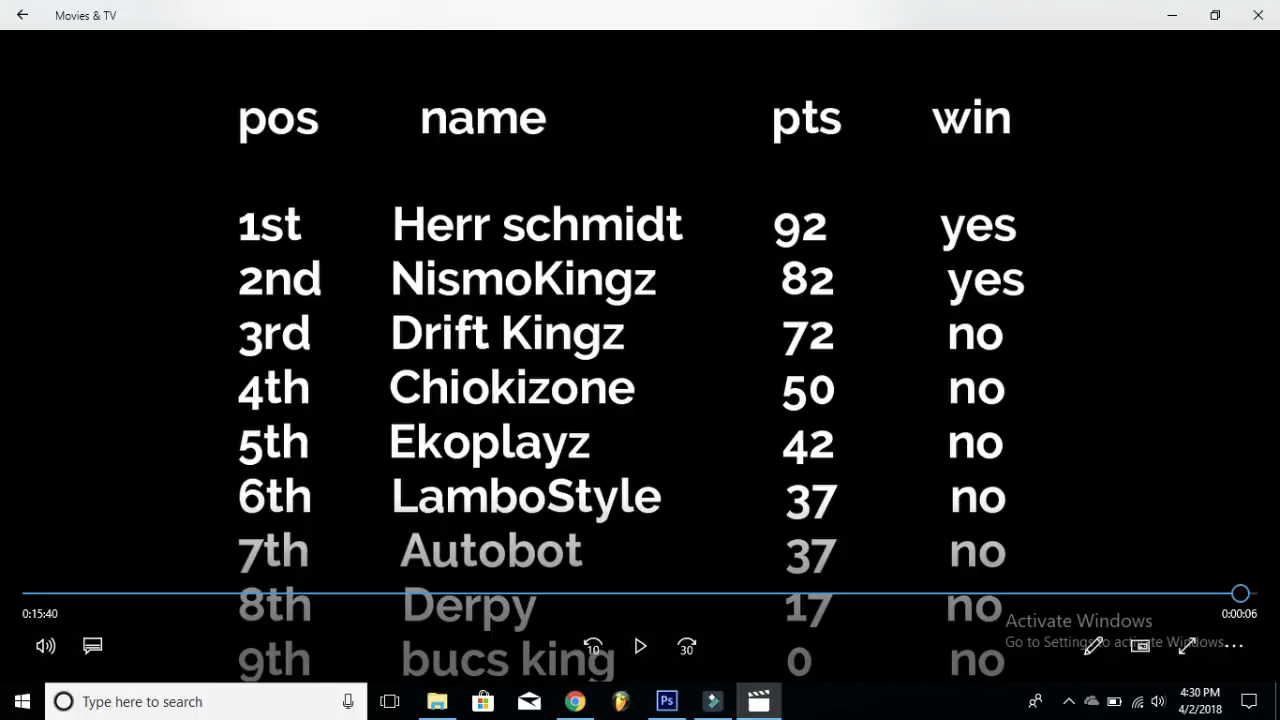 Movies & TV
pos name pts win
1st Herr schmidt 92 yes
2nd NismoKingz 82 yes
3rd Drift Kingz 72 no
4th Chiokizone 50 no
5th Ekoplayz 42 no
6th LamboStyle 37 no
7th Autobot 37 no
8th Derpy 17 no
9th bucs king 0 no
0:15:40 0:00:06
Activate Windows
Go to Settings to activate Windows.
10 30
Type here to search
Ps
4:30 PM
4/2/2018